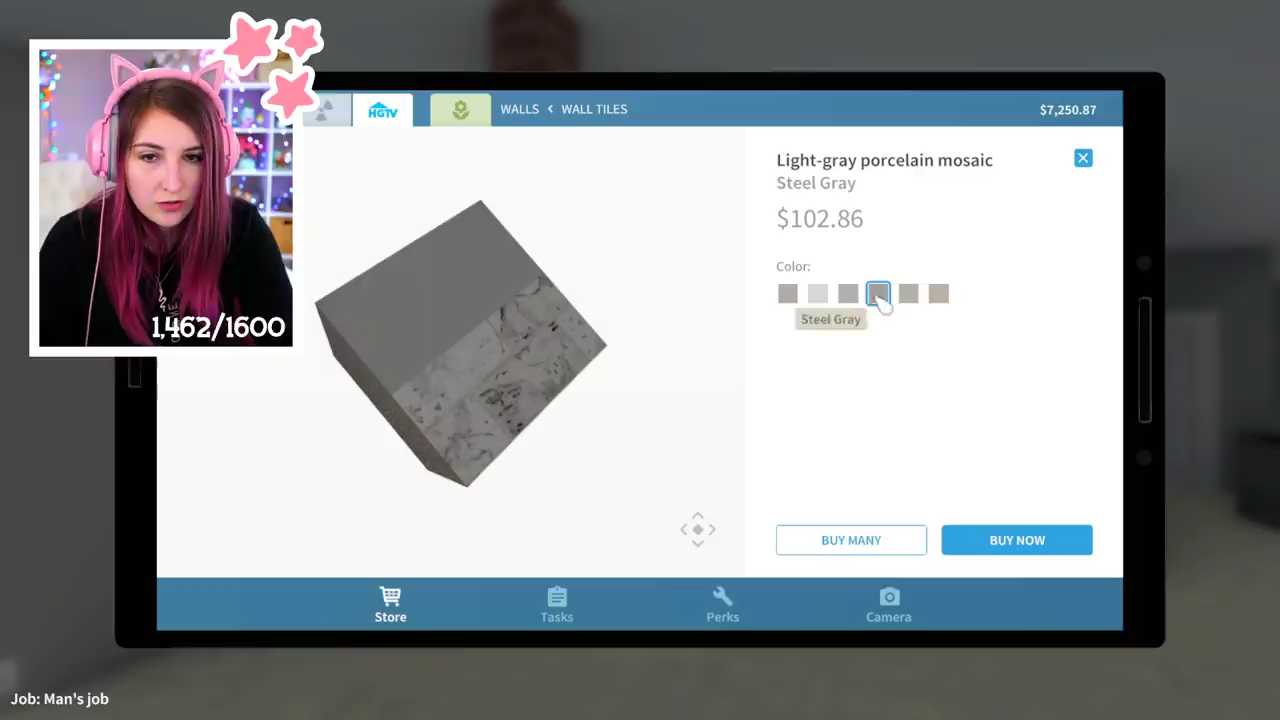 HGTV
WALLS < WALL TILES
$7,250.87
Light-gray porcelain mosaic
Steel Gray
$102.86
Color:
Steel Gray
1,462/1600
BUY MANY
BUY NOW
Store
Tasks
Perks
Camera
Job: Man's job